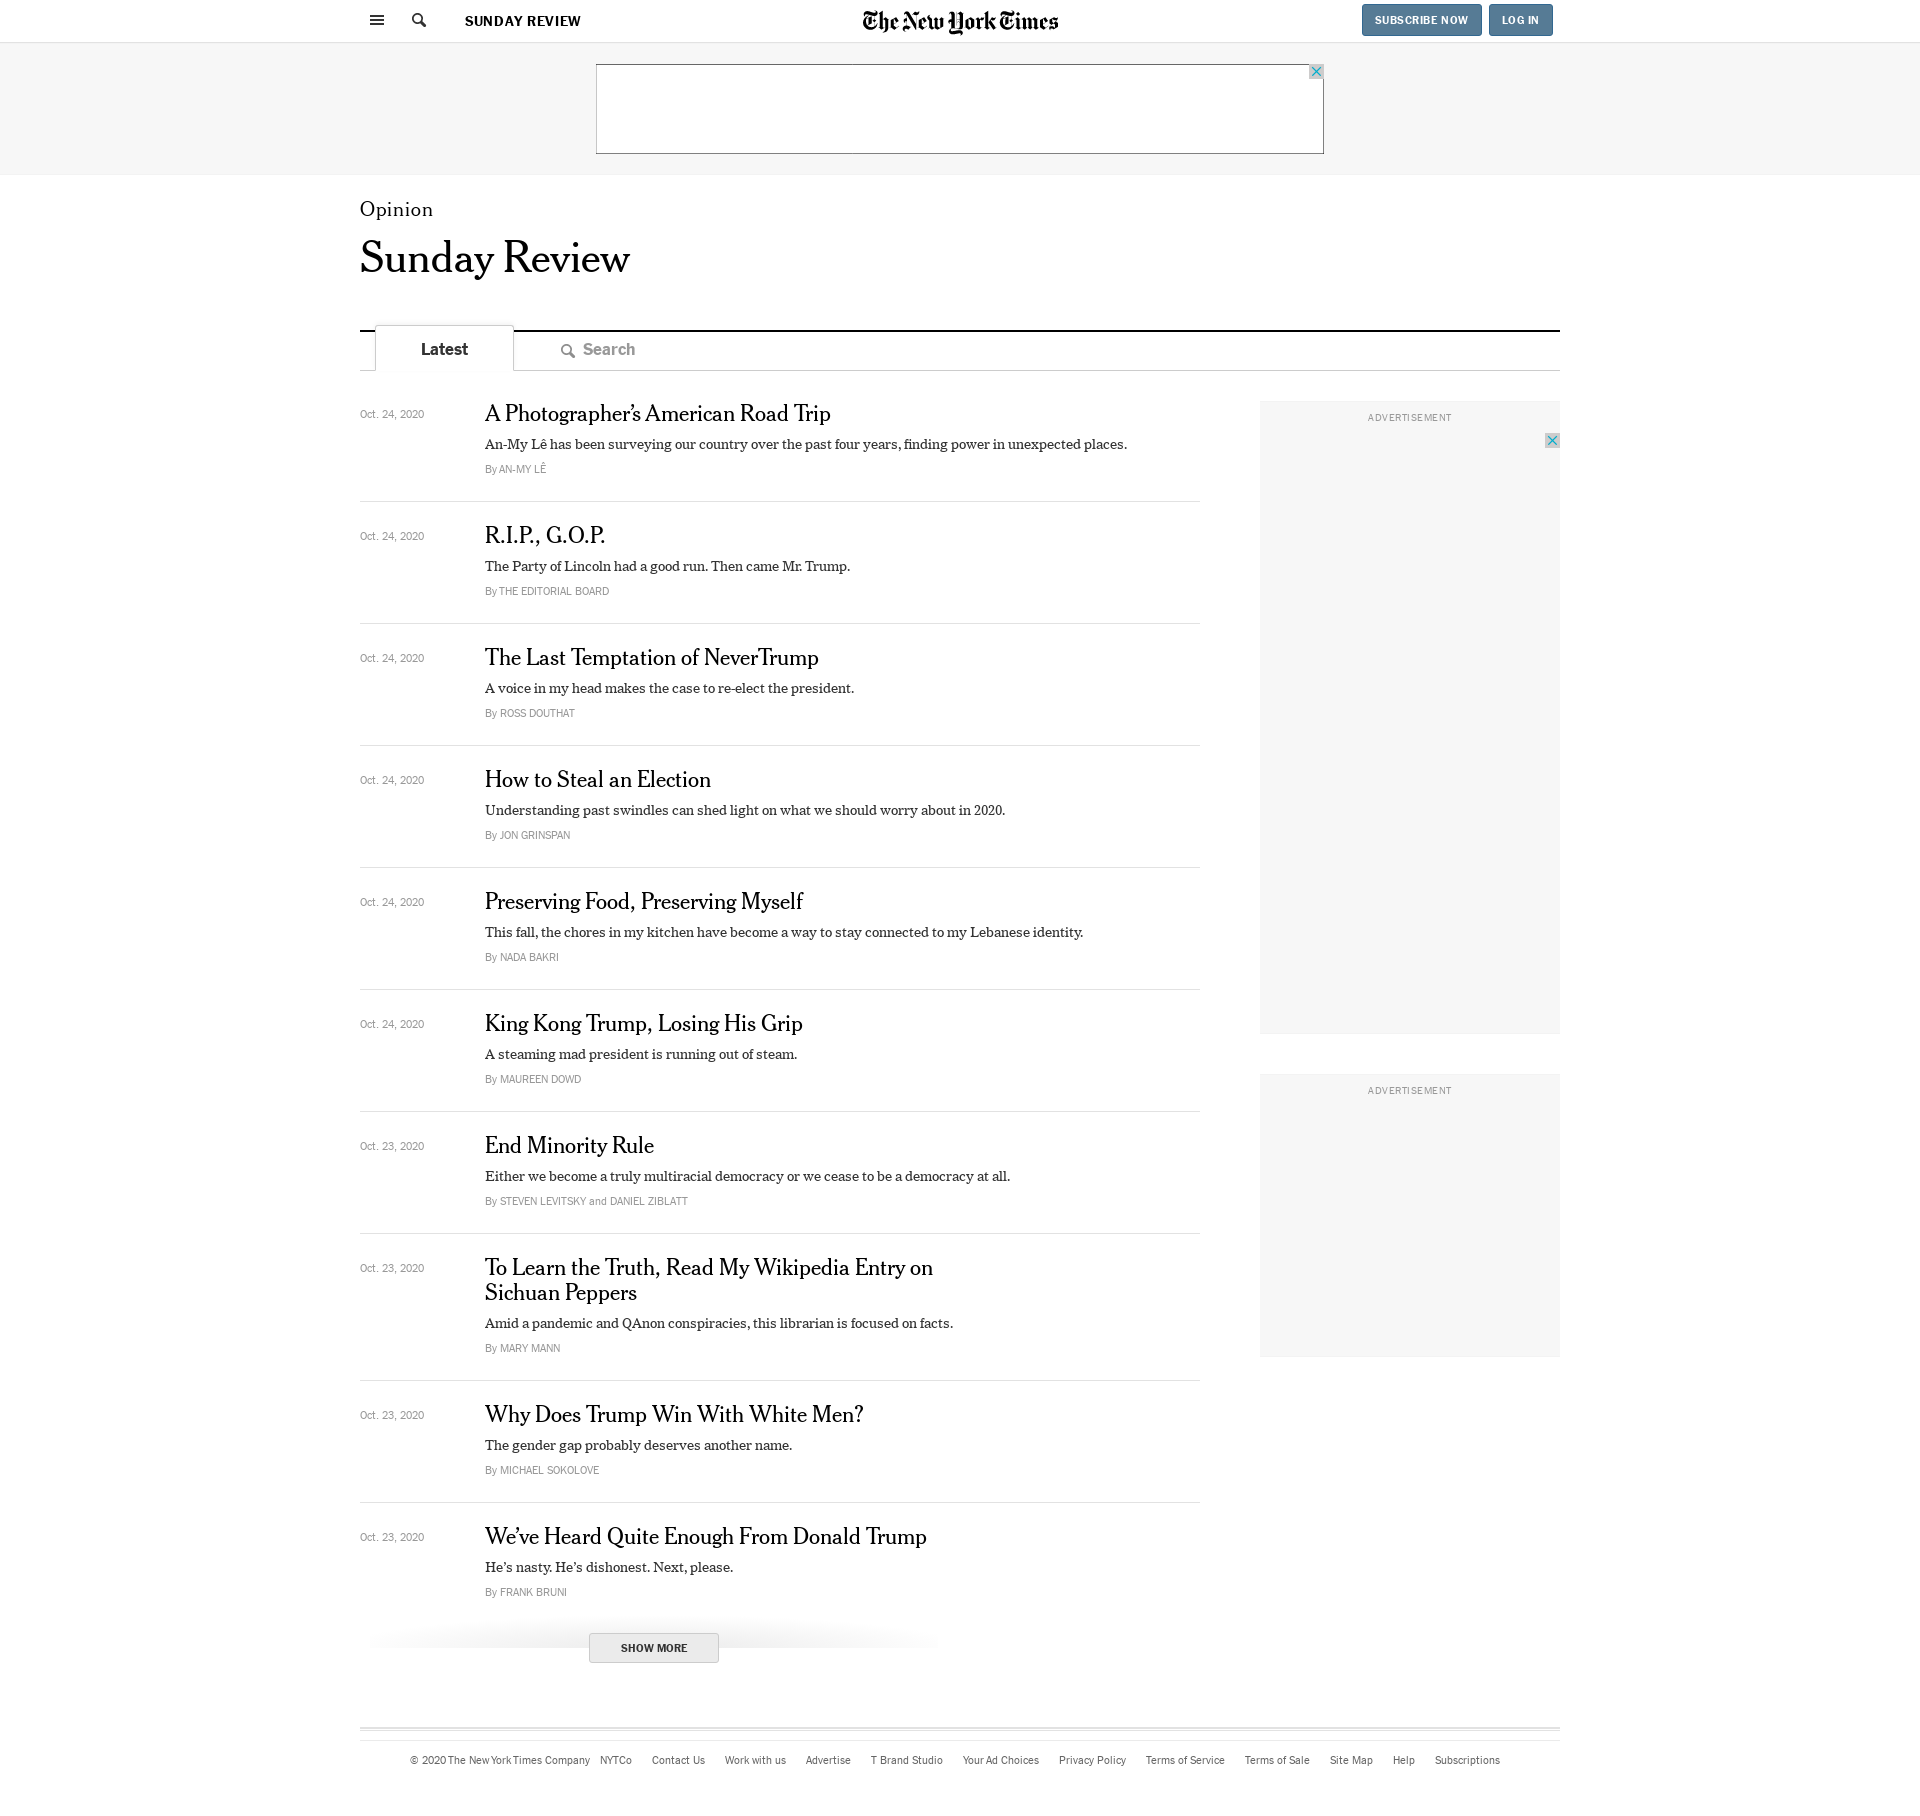 SUNDAY REVIEW
The New York Times
SUBSCRIBE NOW
LOG IN
Opinion
Sunday Review
Latest
Search
Oct. 24, 2020
A Photographer’s American Road Trip
An-My Lê has been surveying our country over the past four years, finding power in unexpected places.
By AN-MY LÊ
Oct. 24, 2020
R.I.P., G.O.P.
The Party of Lincoln had a good run. Then came Mr. Trump.
By THE EDITORIAL BOARD
Oct. 24, 2020
The Last Temptation of NeverTrump
A voice in my head makes the case to re-elect the president.
By ROSS DOUTHAT
Oct. 24, 2020
How to Steal an Election
Understanding past swindles can shed light on what we should worry about in 2020.
By JON GRINSPAN
Oct. 24, 2020
Preserving Food, Preserving Myself
This fall, the chores in my kitchen have become a way to stay connected to my Lebanese identity.
By NADA BAKRI
Oct. 24, 2020
King Kong Trump, Losing His Grip
A steaming mad president is running out of steam.
By MAUREEN DOWD
Oct. 23, 2020
End Minority Rule
Either we become a truly multiracial democracy or we cease to be a democracy at all.
By STEVEN LEVITSKY and DANIEL ZIBLATT
Oct. 23, 2020
To Learn the Truth, Read My Wikipedia Entry on
Sichuan Peppers
Amid a pandemic and QAnon conspiracies, this librarian is focused on facts.
By MARY MANN
Oct. 23, 2020
Why Does Trump Win With White Men?
The gender gap probably deserves another name.
By MICHAEL SOKOLOVE
Oct. 23, 2020
We’ve Heard Quite Enough From Donald Trump
He’s nasty. He’s dishonest. Next, please.
By FRANK BRUNI
SHOW MORE
ADVERTISEMENT
ADVERTISEMENT
© 2020 The New York Times Company NYTCo Contact Us Work with us Advertise T Brand Studio Your Ad Choices Privacy Policy Terms of Service Terms of Sale Site Map Help Subscriptions